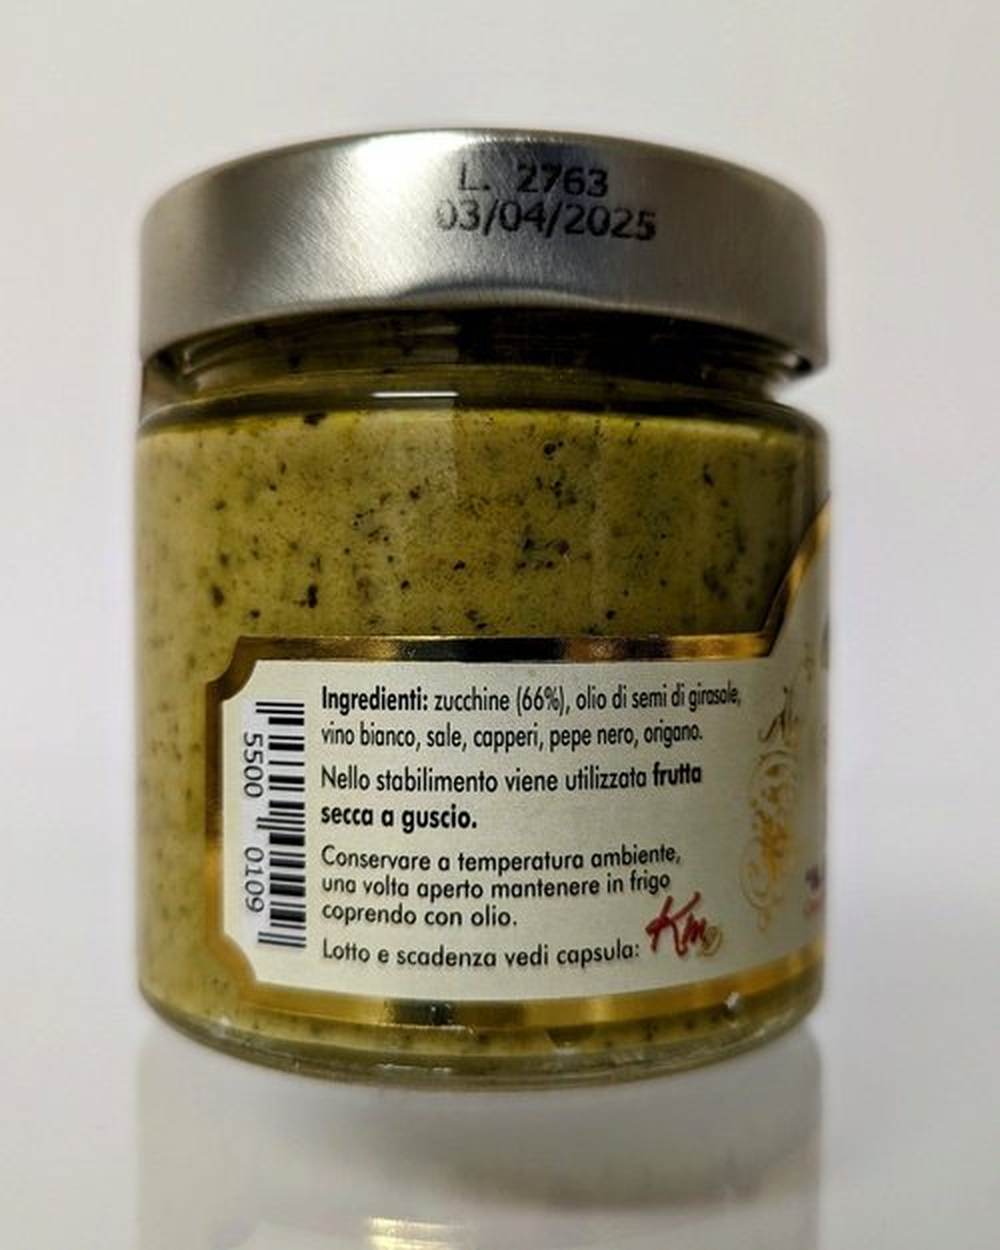 L. 2763
03/04/2025
Ingredienti: zucchine (66%), olio di semi di girasole,
vino bianco, sale, capperi, pepe nero, origano.
Nello stabilimento viene utilizzata frutta
secca a guscio.
Conservare a temperatura ambiente,
una volta aperto mantenere in frigo
coprendo con olio.
Lotto e scadenza vedi capsula:
Km
5500 0109